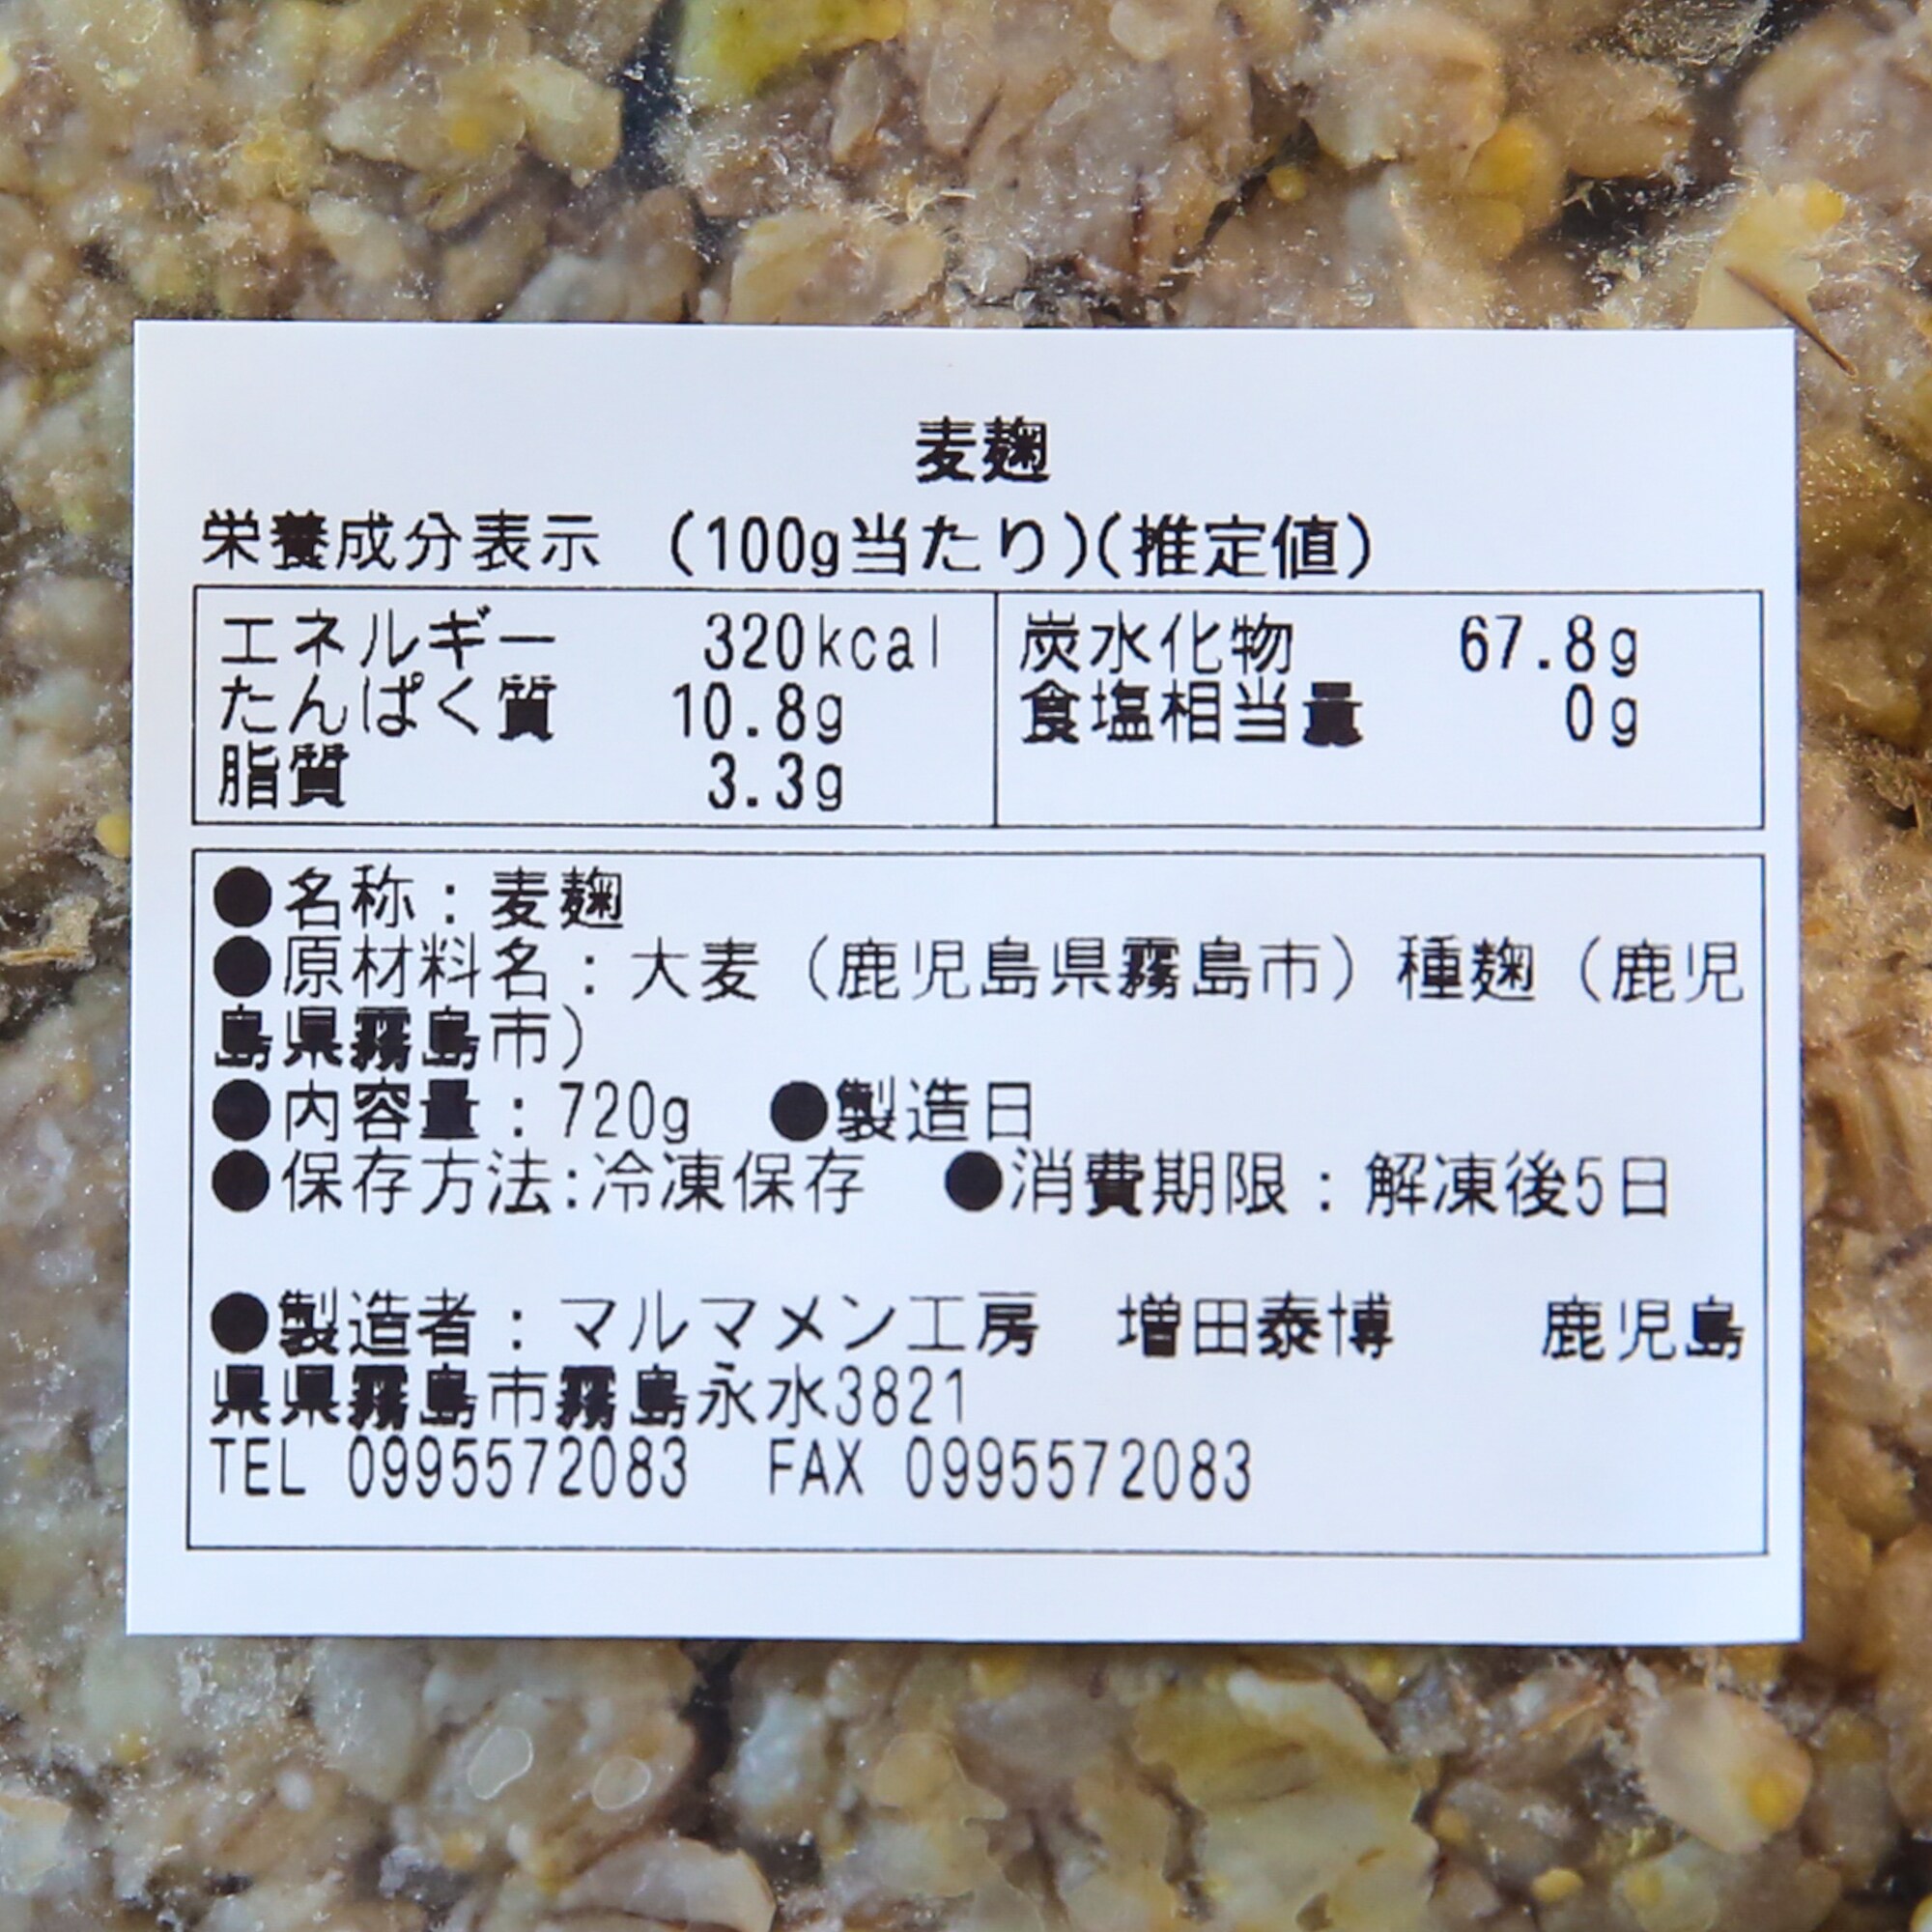 麦麹
栄養成分表示 (100g当たり)(推定値)
エネルギー 320kcal 炭水化物 67.8g
たんぱく質 10.8g 食塩相当量 0g
脂質 3.3g
●名称：麦麹
●原材料名：大麦（鹿児島県霧島市）種麹（鹿児
島県霧島市）
●内容量：720g ●製造日
●保存方法:冷凍保存 ●消費期限：解凍後5日
●製造者：マルマメン工房 増田泰博 鹿児島
県県霧島市霧島永水3821
TEL 0995572083 FAX 0995572083